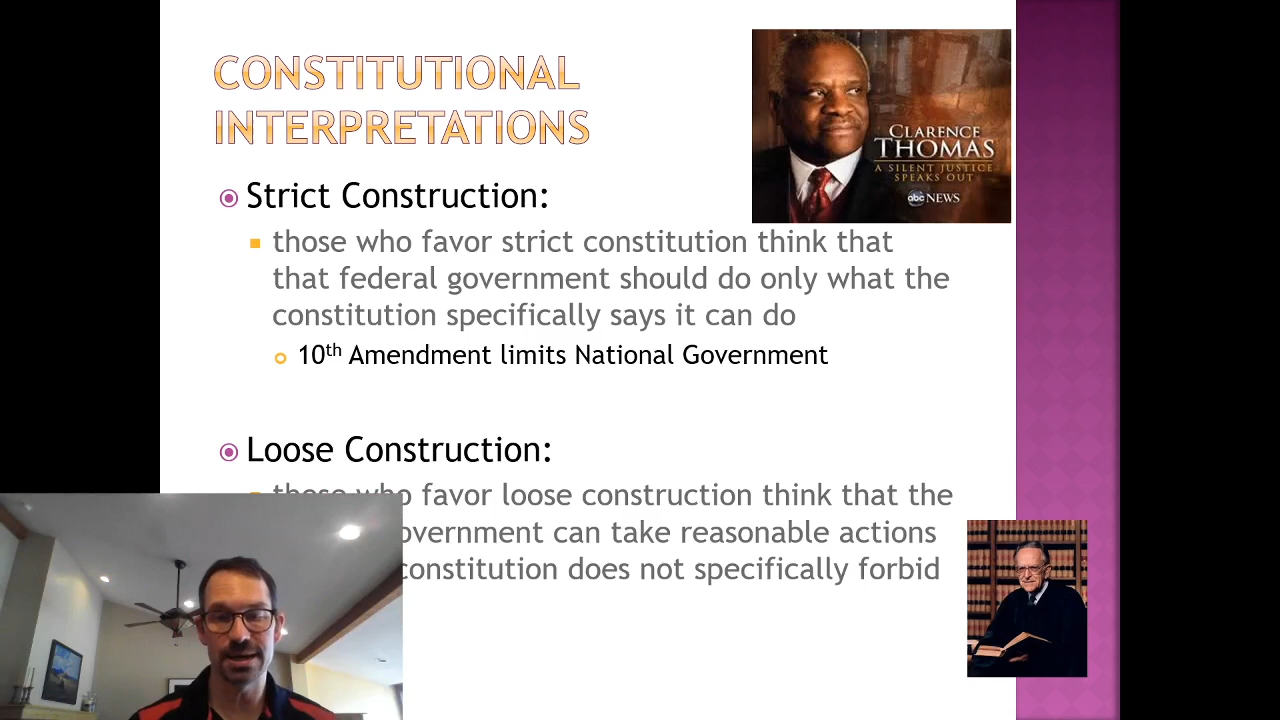 CONSTITUTIONAL
INTERPRETATIONS
CLARENCE
THOMAS
A SILENT JUSTICE
SPEAKS OUT
abc NEWS
Strict Construction:
those who favor strict constitution think that
that federal government should do only what the
constitution specifically says it can do
10th Amendment limits National Government
Loose Construction:
those who favor loose construction think that the
overnment can take reasonable actions
constitution does not specifically forbid